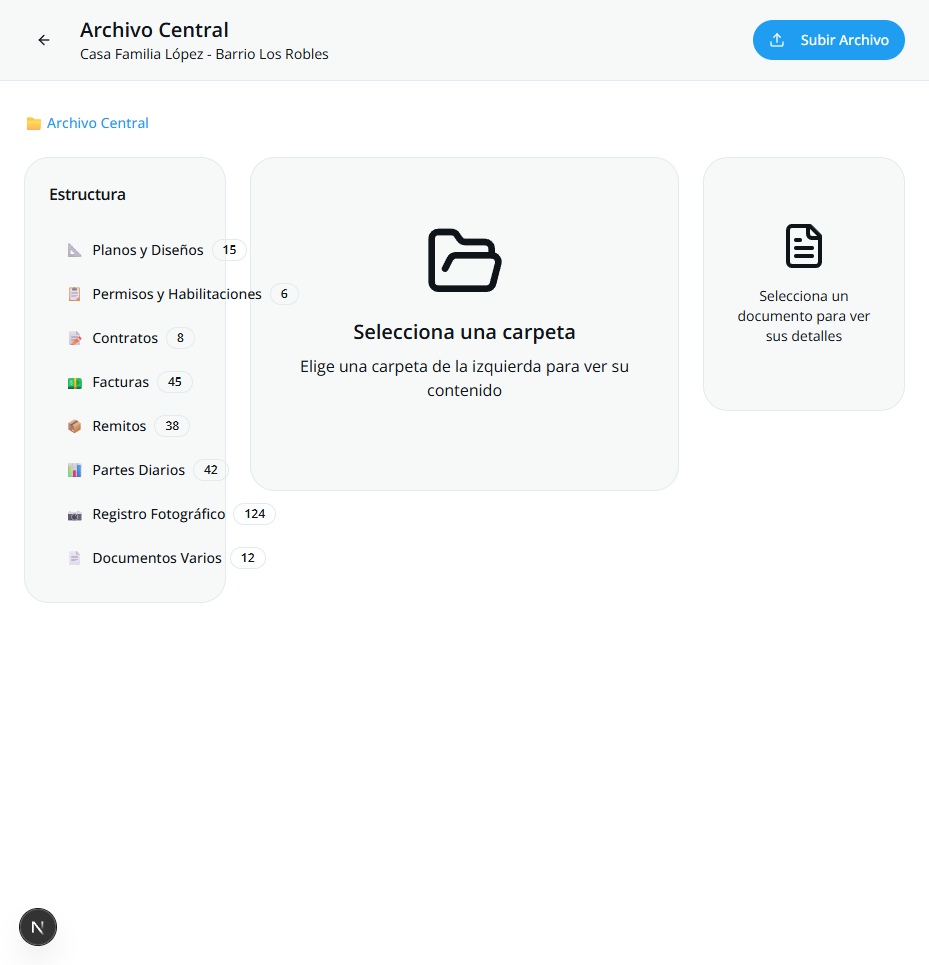 Archivo Central
Casa Familia López - Barrio Los Robles
Subir Archivo
Archivo Central
Estructura
Planos y Diseños 15
Permisos y Habilitaciones 6
Contratos 8
Facturas 45
Remitos 38
Partes Diarios 42
Registro Fotográfico 124
Documentos Varios 12
Selecciona una carpeta
Elige una carpeta de la izquierda para ver su
contenido
Selecciona un
documento para ver
sus detalles
N